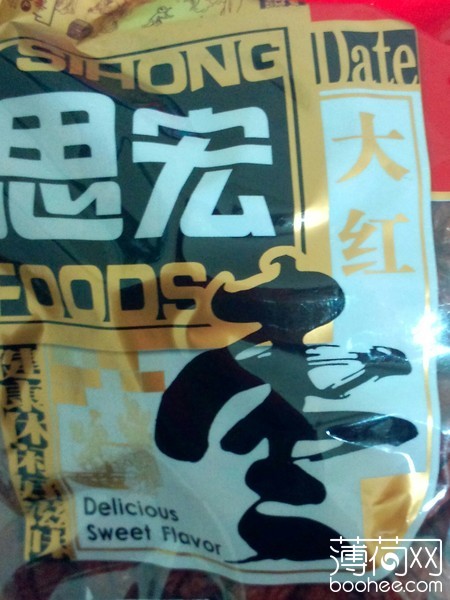 SIHONG
Date
思宏
大红
FOODS
Delicious
Sweet Flavor
薄荷网
boohee.com